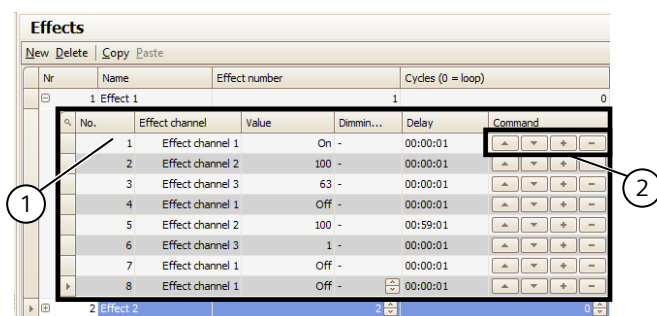 Effects
New Delete Copy Paste
Nr Name Effect number Cycles (0 = loop)
1 Effect 1 1 0
No. Effect channel Value Dimmin... Delay Command
1 Effect channel 1 On - 00:00:01
2 Effect channel 2 100 - 00:00:01
3 Effect channel 3 63 - 00:00:01
4 Effect channel 1 Off - 00:00:01
5 Effect channel 2 100 - 00:59:01
6 Effect channel 3 1 - 00:00:01
7 Effect channel 1 Off - 00:00:01
8 Effect channel 1 Off - 00:00:01
2 Effect 2 2 0
1
2